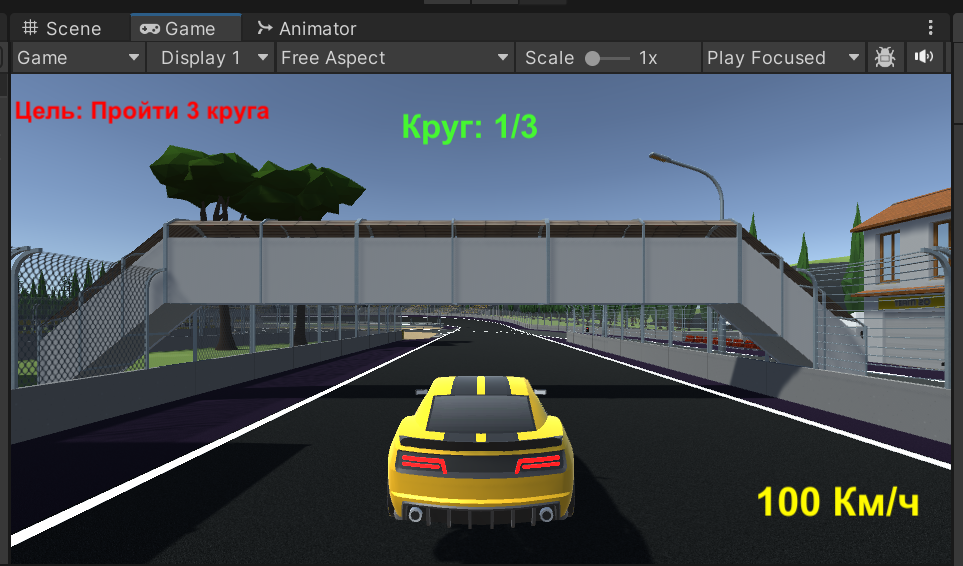 Scene Game Animator
Game Display 1 Free Aspect Scale 1x Play Focused
Цель: Пройти 3 круга
Круг: 1/3
100 Км/ч